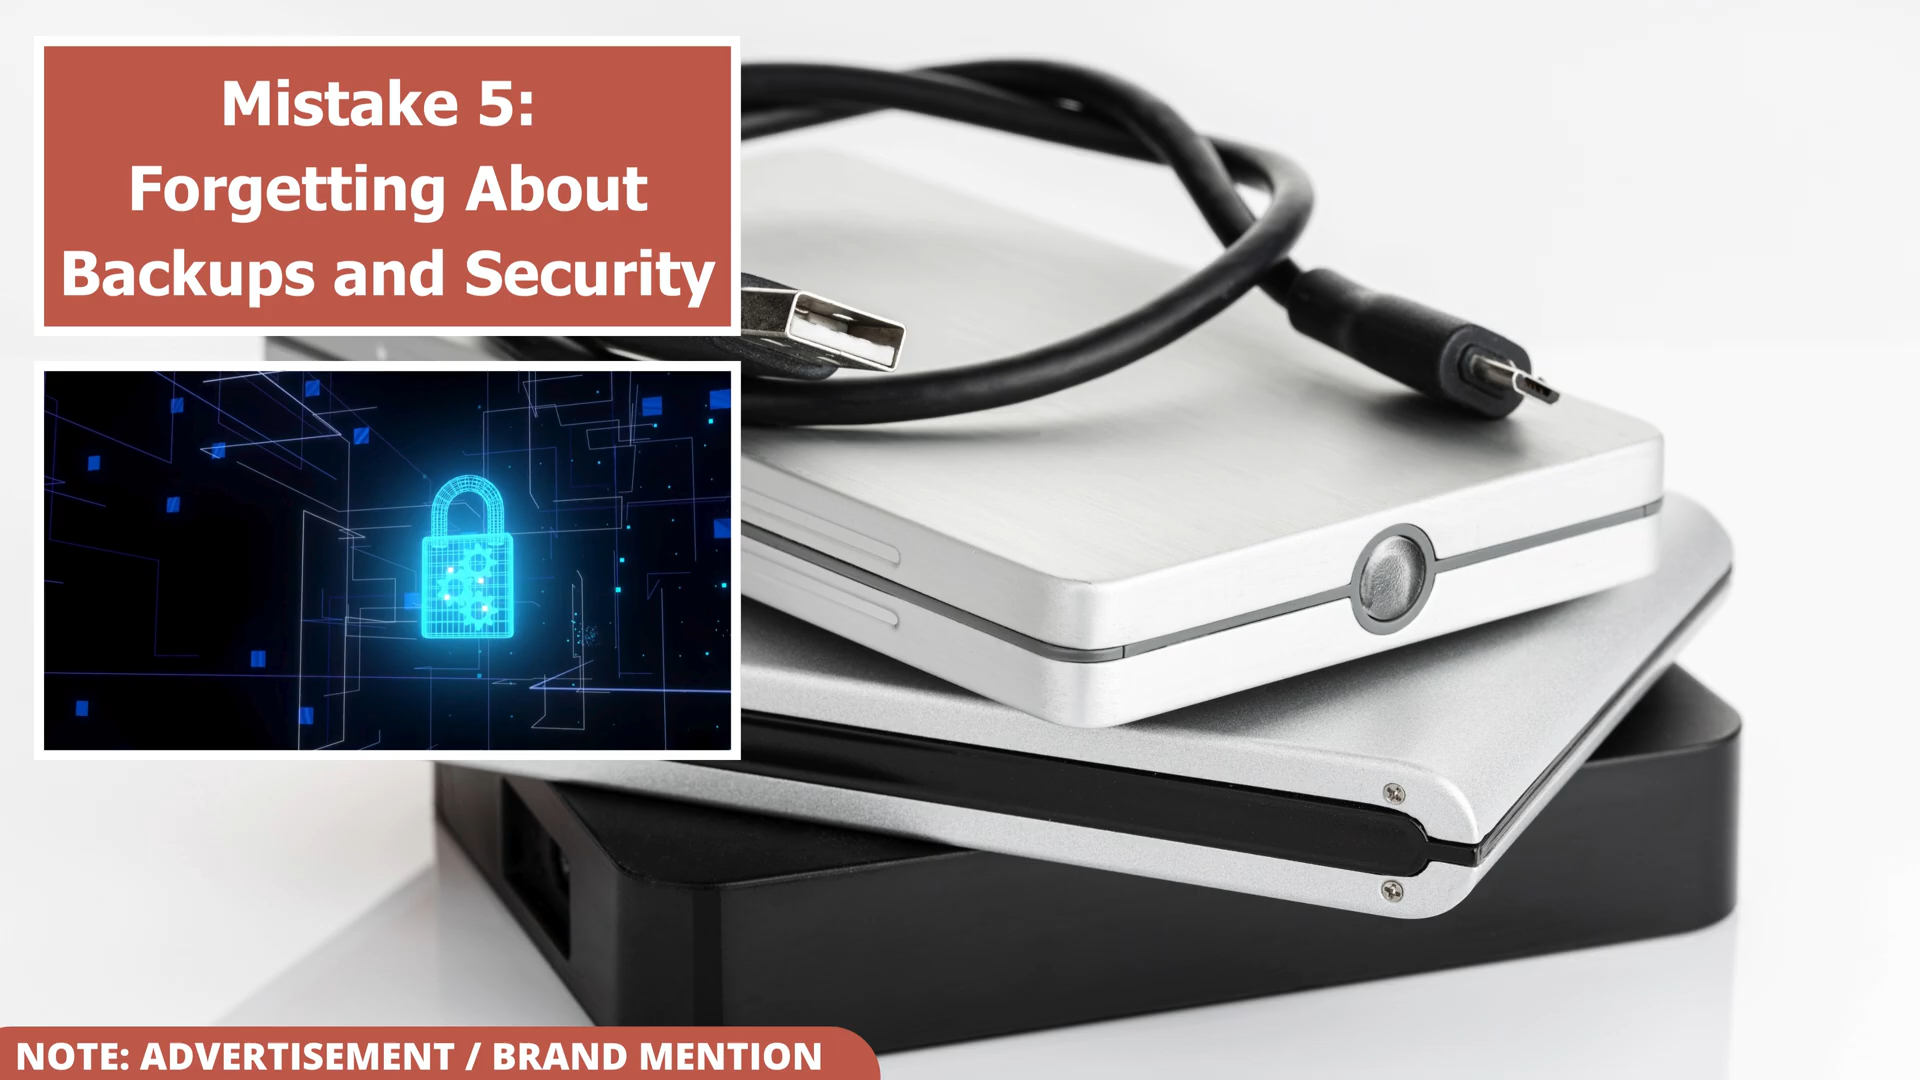 Mistake 5:
Forgetting About
Backups and Security
NOTE: ADVERTISEMENT / BRAND MENTION